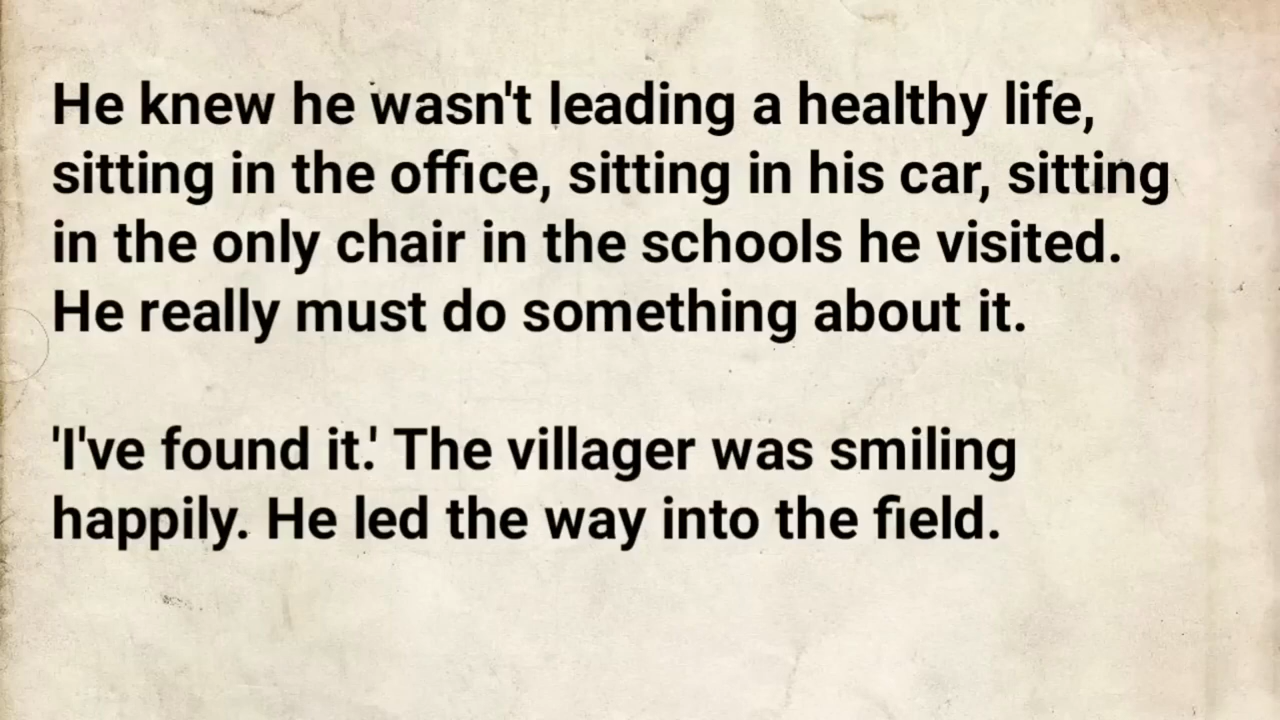 He knew he wasn't leading a healthy life,
sitting in the office, sitting in his car, sitting
in the only chair in the schools he visited.
He really must do something about it.
'I've found it.' The villager was smiling
happily. He led the way into the field.